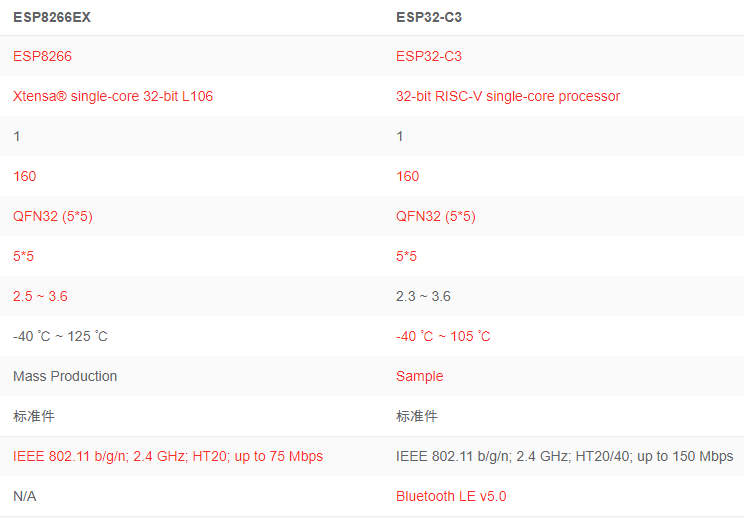 ESP8266EX ESP32-C3
ESP8266 ESP32-C3
Xtensa® single-core 32-bit L106 32-bit RISC-V single-core processor
1 1
160 160
QFN32 (5*5) QFN32 (5*5)
5*5 5*5
2.5 ~ 3.6 2.3 ~ 3.6
-40 ℃ ~ 125 ℃ -40 ℃ ~ 105 ℃
Mass Production Sample
标准件 标准件
IEEE 802.11 b/g/n; 2.4 GHz; HT20; up to 75 Mbps IEEE 802.11 b/g/n; 2.4 GHz; HT20/40; up to 150 Mbps
N/A Bluetooth LE v5.0